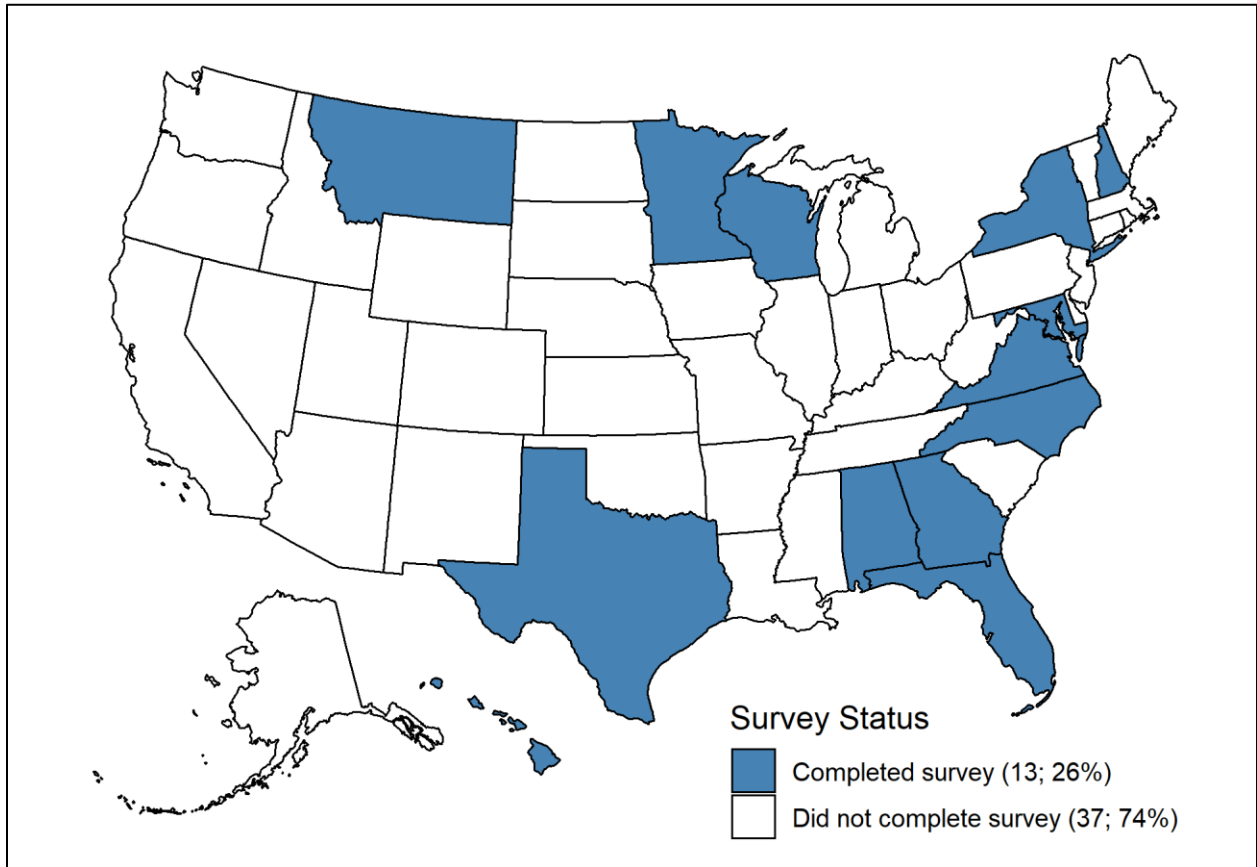 Survey Status
Completed survey (13; 26%)
Did not complete survey (37; 74%)